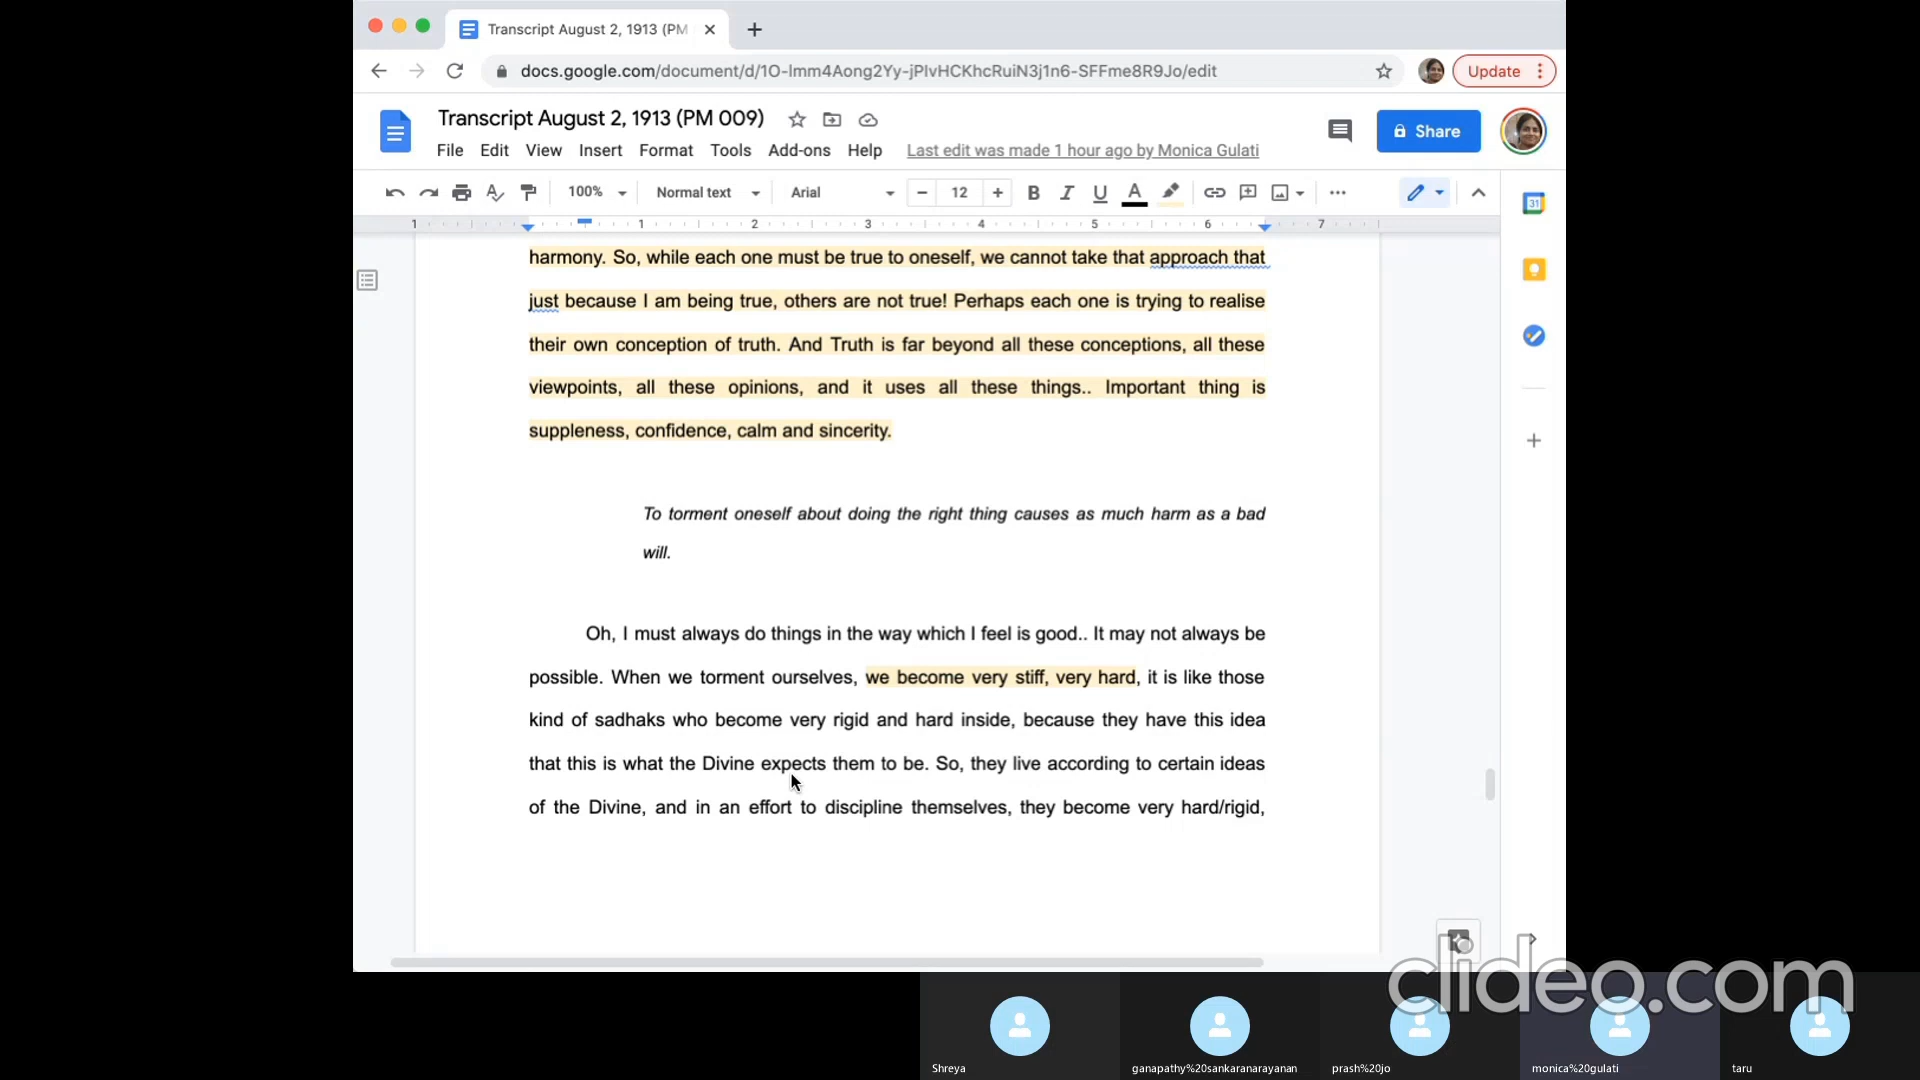 Transcript August 2, 1913 (PM
docs.google.com/document/d/1O-lmm4Aong2Yy-jPIvHCKhcRuiN3j1n6-SFFme8R9Jo/edit
Update
Transcript August 2, 1913 (PM 009)
Share
File Edit View Insert Format Tools Add-ons Help Last edit was made 1 hour ago by Monica Gulati
100% Normal text Arial 12 B I U A
31
1 1 2 3 4 5 6 7
harmony. So, while each one must be true to oneself, we cannot take that approach that
just because I am being true, others are not true! Perhaps each one is trying to realise
their own conception of truth. And Truth is far beyond all these conceptions, all these
viewpoints, all these opinions, and it uses all these things.. Important thing is
suppleness, confidence, calm and sincerity.
To torment oneself about doing the right thing causes as much harm as a bad
will.
Oh, I must always do things in the way which I feel is good.. It may not always be
possible. When we torment ourselves, we become very stiff, very hard, it is like those
kind of sadhaks who become very rigid and hard inside, because they have this idea
that this is what the Divine expects them to be. So, they live according to certain ideas
of the Divine, and in an effort to discipline themselves, they become very hard/rigid,
clideo.com
Shreya
ganapathy%20sankaranarayanan
prash%20jo
monica%20gulati
taru